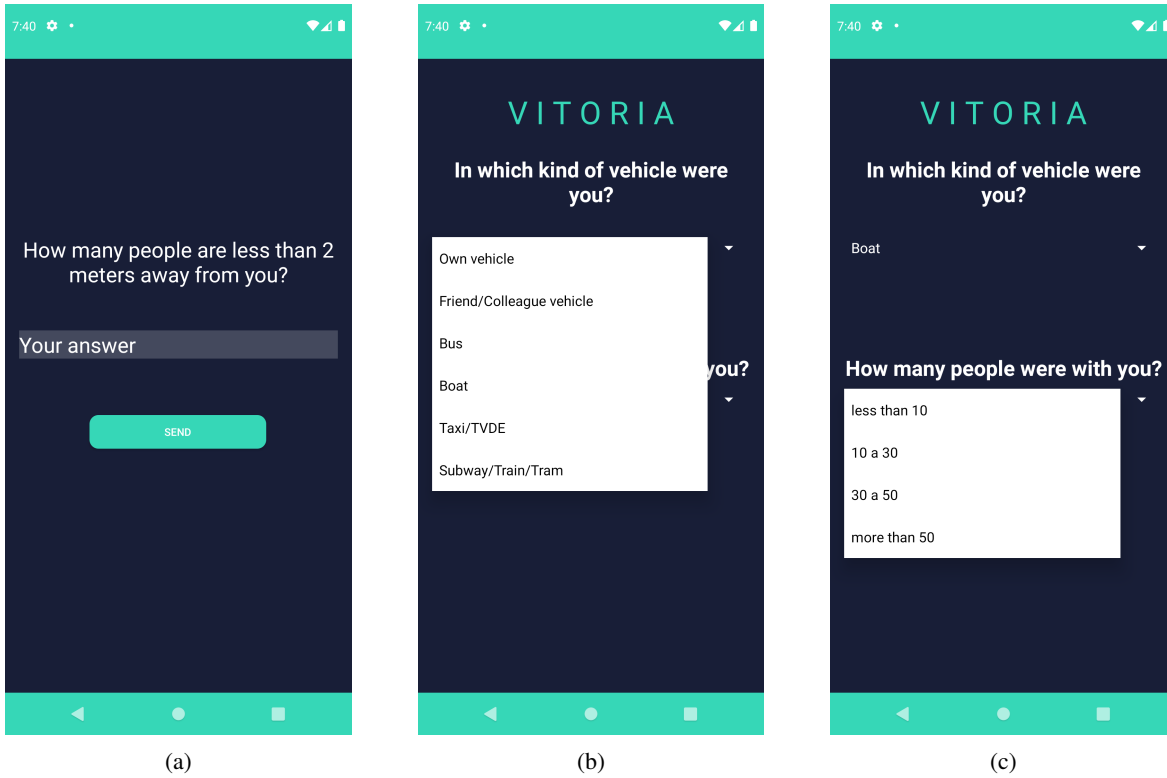 7:40
How many people are less than 2
meters away from you?
Your answer
SEND
(a)
7:40
VITORIA
In which kind of vehicle were
you?
Own vehicle
Friend/Colleague vehicle
Bus
you?
Boat
Taxi/TVDE
Subway/Train/Tram
(b)
7:40
VITORIA
In which kind of vehicle were
you?
Boat
How many people were with you?
less than 10
10 a 30
30 a 50
more than 50
(c)